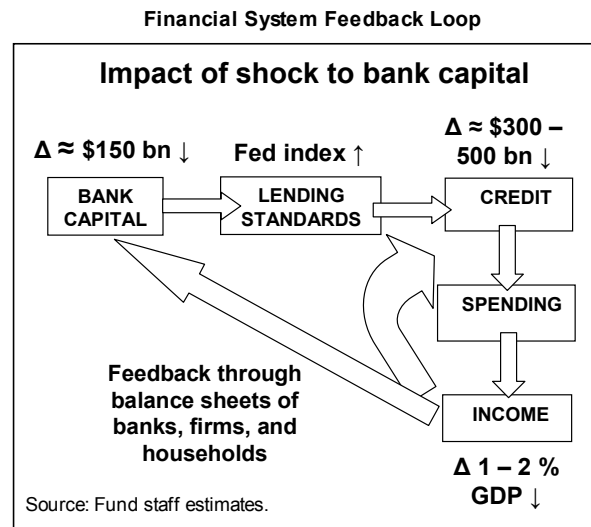 Financial System Feedback Loop
Impact of shock to bank capital
Δ ≈ $150 bn ↓
Fed index ↑
Δ ≈ $300 –
500 bn ↓
BANK
CAPITAL
LENDING
STANDARDS
CREDIT
SPENDING
Feedback through
balance sheets of
banks, firms, and
households
INCOME
Δ 1 – 2 %
GDP ↓
Source: Fund staff estimates.